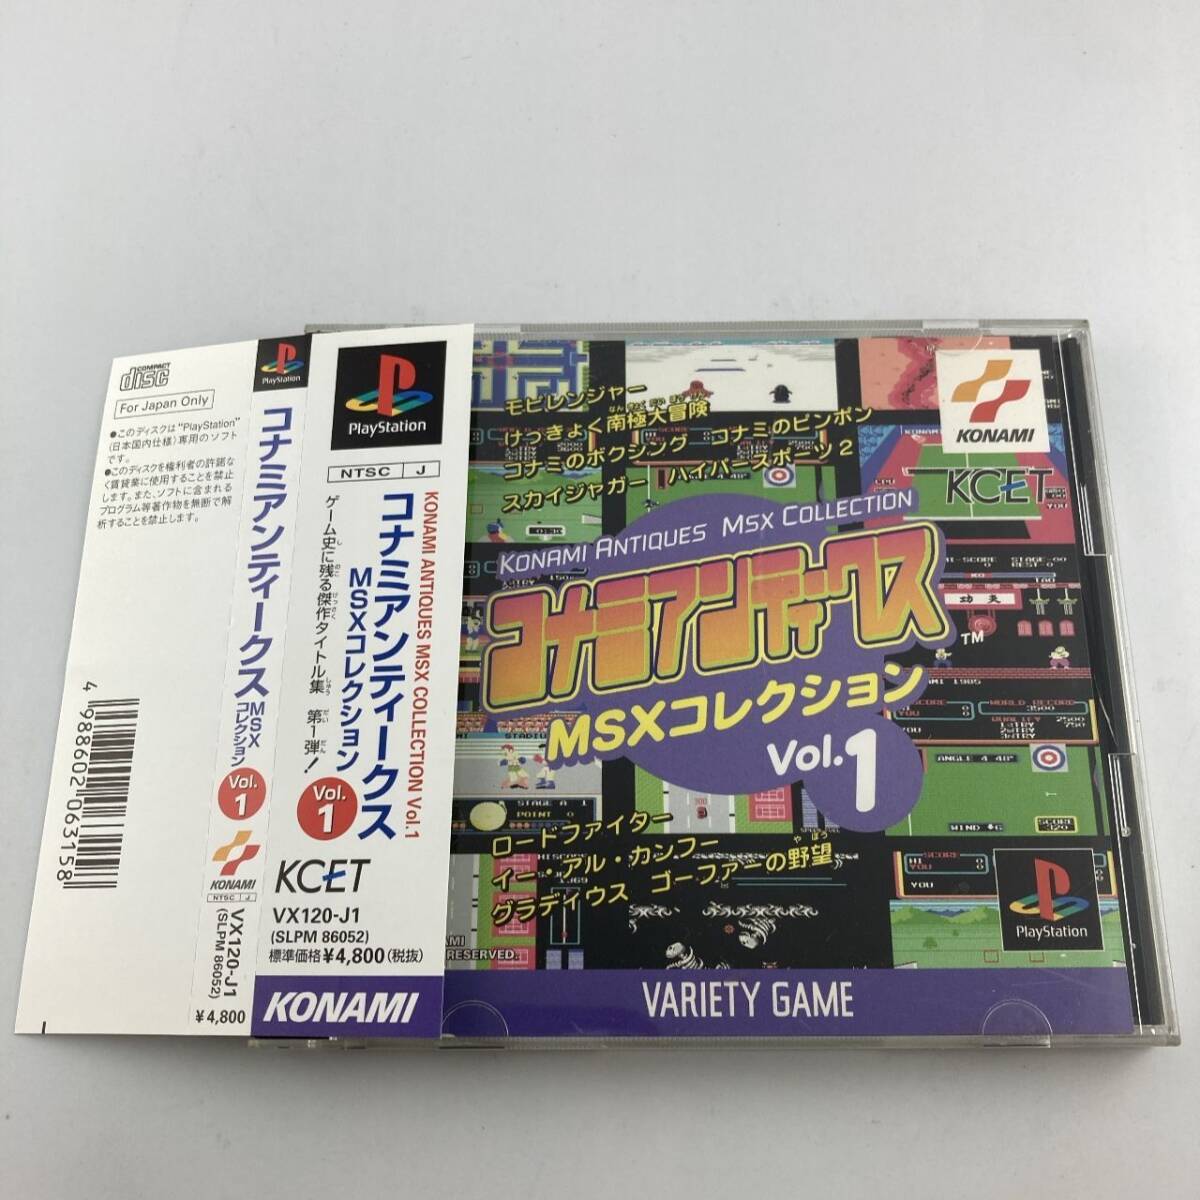 COMPACT
disc
For Japan Only
●このディスクは "PlayStation"
(日本国内仕様)専用のソフト
です。
●このディスクを権利者の許諾な
く賃貸業に使用することを禁止
します。また、ソフトに含まれる
プログラム等著作物を無断で解
析することを禁止します。
4 988602 063158
PlayStation
コナミアンティークス MSXコレクション
Vol.1
KONAMI
NTSC J
VX120-J1
(SLPM 86052)
¥4,800
PlayStation
NTSC J
KONAMI ANTIQUES MSX COLLECTION Vol.1
コナミアンティークス
MSXコレクション
ゲーム史に残る傑作タイトル集 第1弾!
Vol.1
KCET
VX120-J1
(SLPM 86052)
標準価格¥4,800(税抜)
KONAMI
モピレンジャー
けっきょく南極大冒険
コナミのボクシング コナミのピンポン
スカイジャガー ハイパースポーツ2
KONAMI
KCET
KONAMI ANTIQUES MSX COLLECTION
コナミアンティークス
TM
MSXコレクション
Vol.1
ロードファイター
イー・アル・カンフー
グラディウス ゴーファーの野望
PlayStation
VARIETY GAME